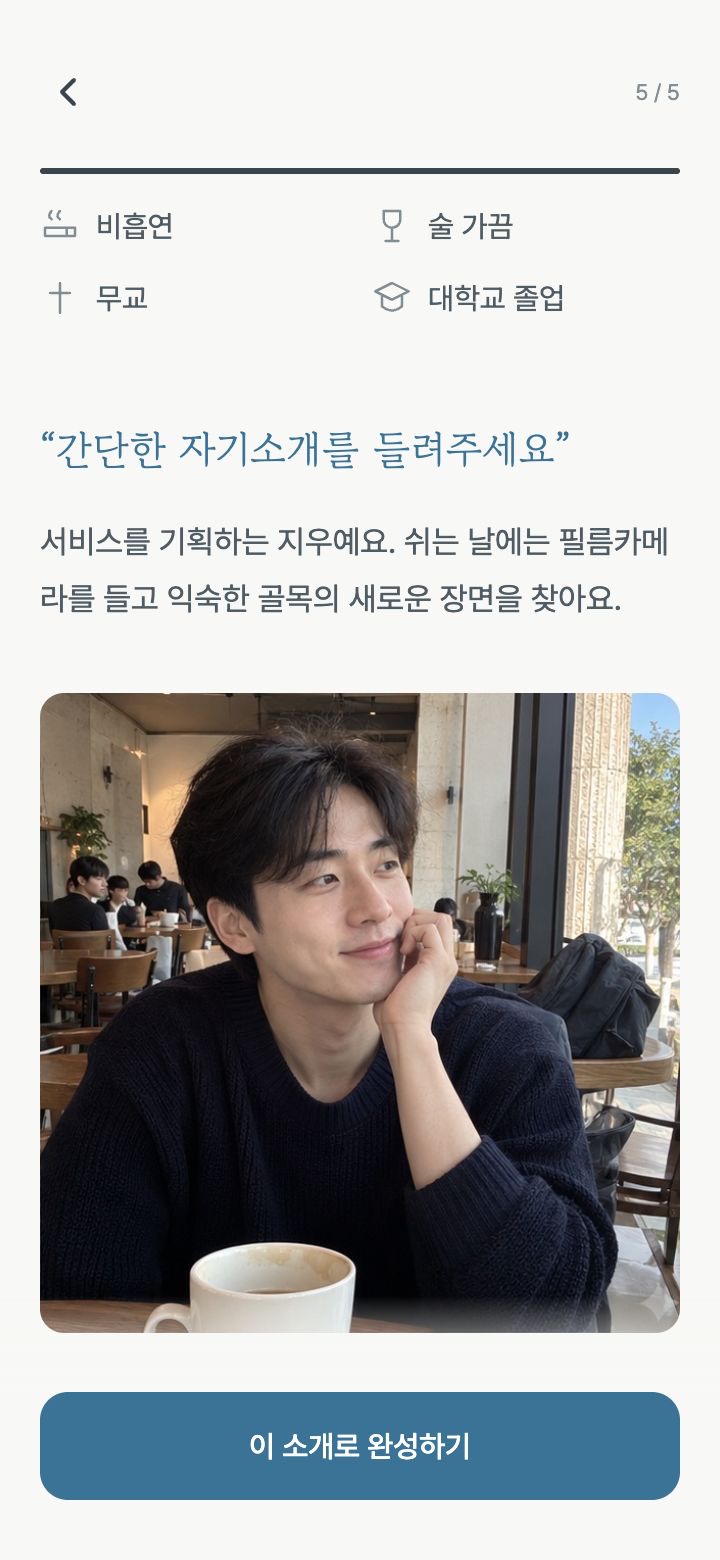 5 / 5
비흡연
술 가끔
무교
대학교 졸업
“간단한 자기소개를 들려주세요”
서비스를 기획하는 지우예요. 쉬는 날에는 필름카메
라를 들고 익숙한 골목의 새로운 장면을 찾아요.
이 소개로 완성하기